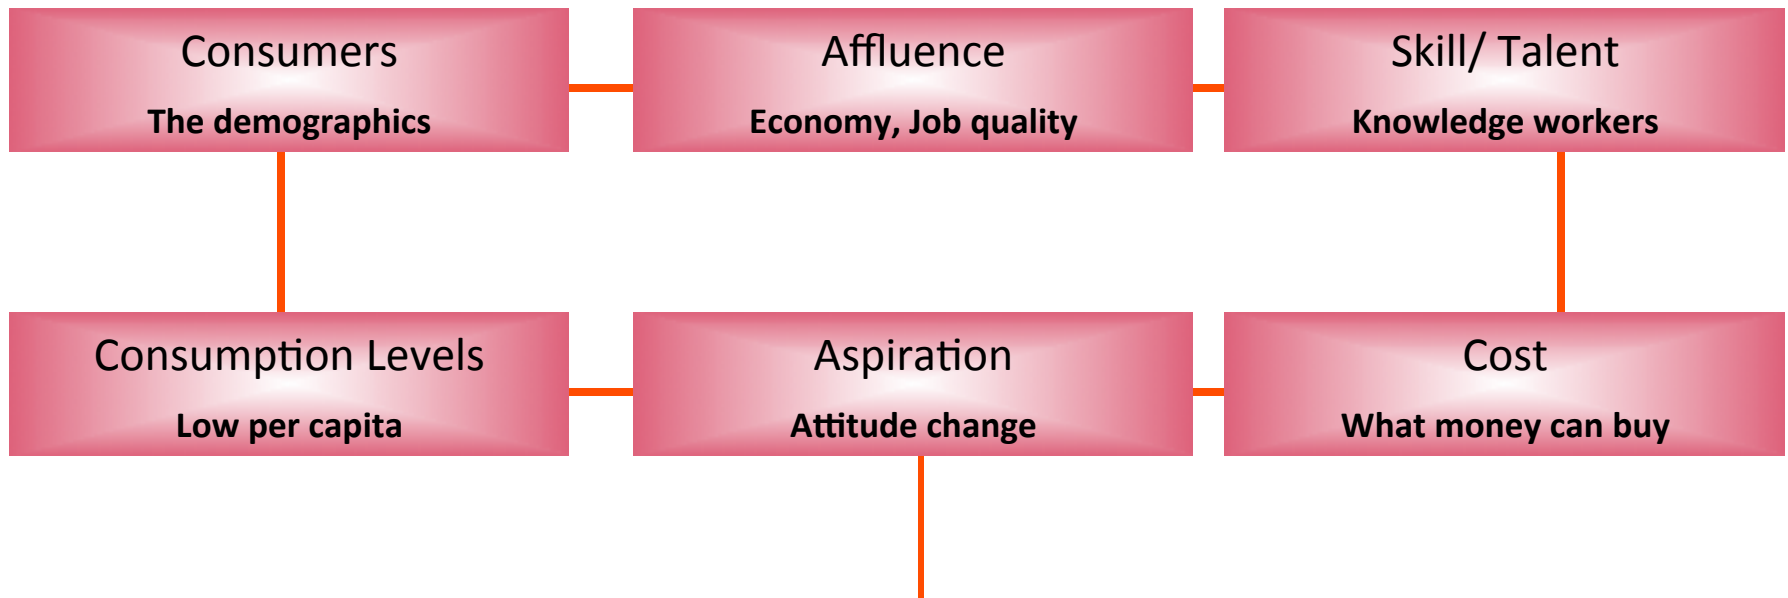 Consumers
The demographics
Affluence
Economy, Job quality
Skill/ Talent
Knowledge workers
Consumption Levels
Low per capita
Aspiration
Attitude change
Cost
What money can buy